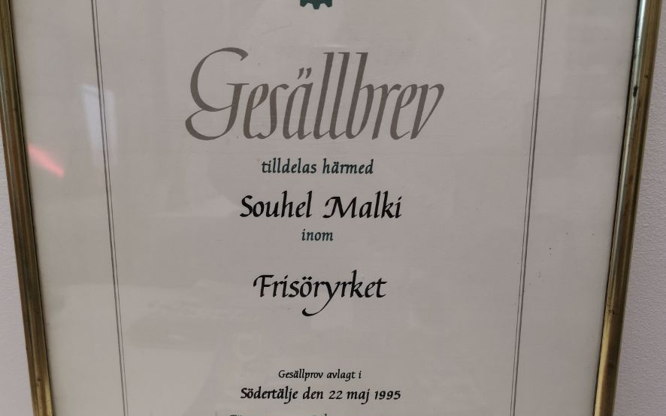 Gesällbrev
tilldelas härmed
Souhel Malki
inom
Frisöryrket
Gesällprov avlagt i
Södertälje den 22 maj 1995